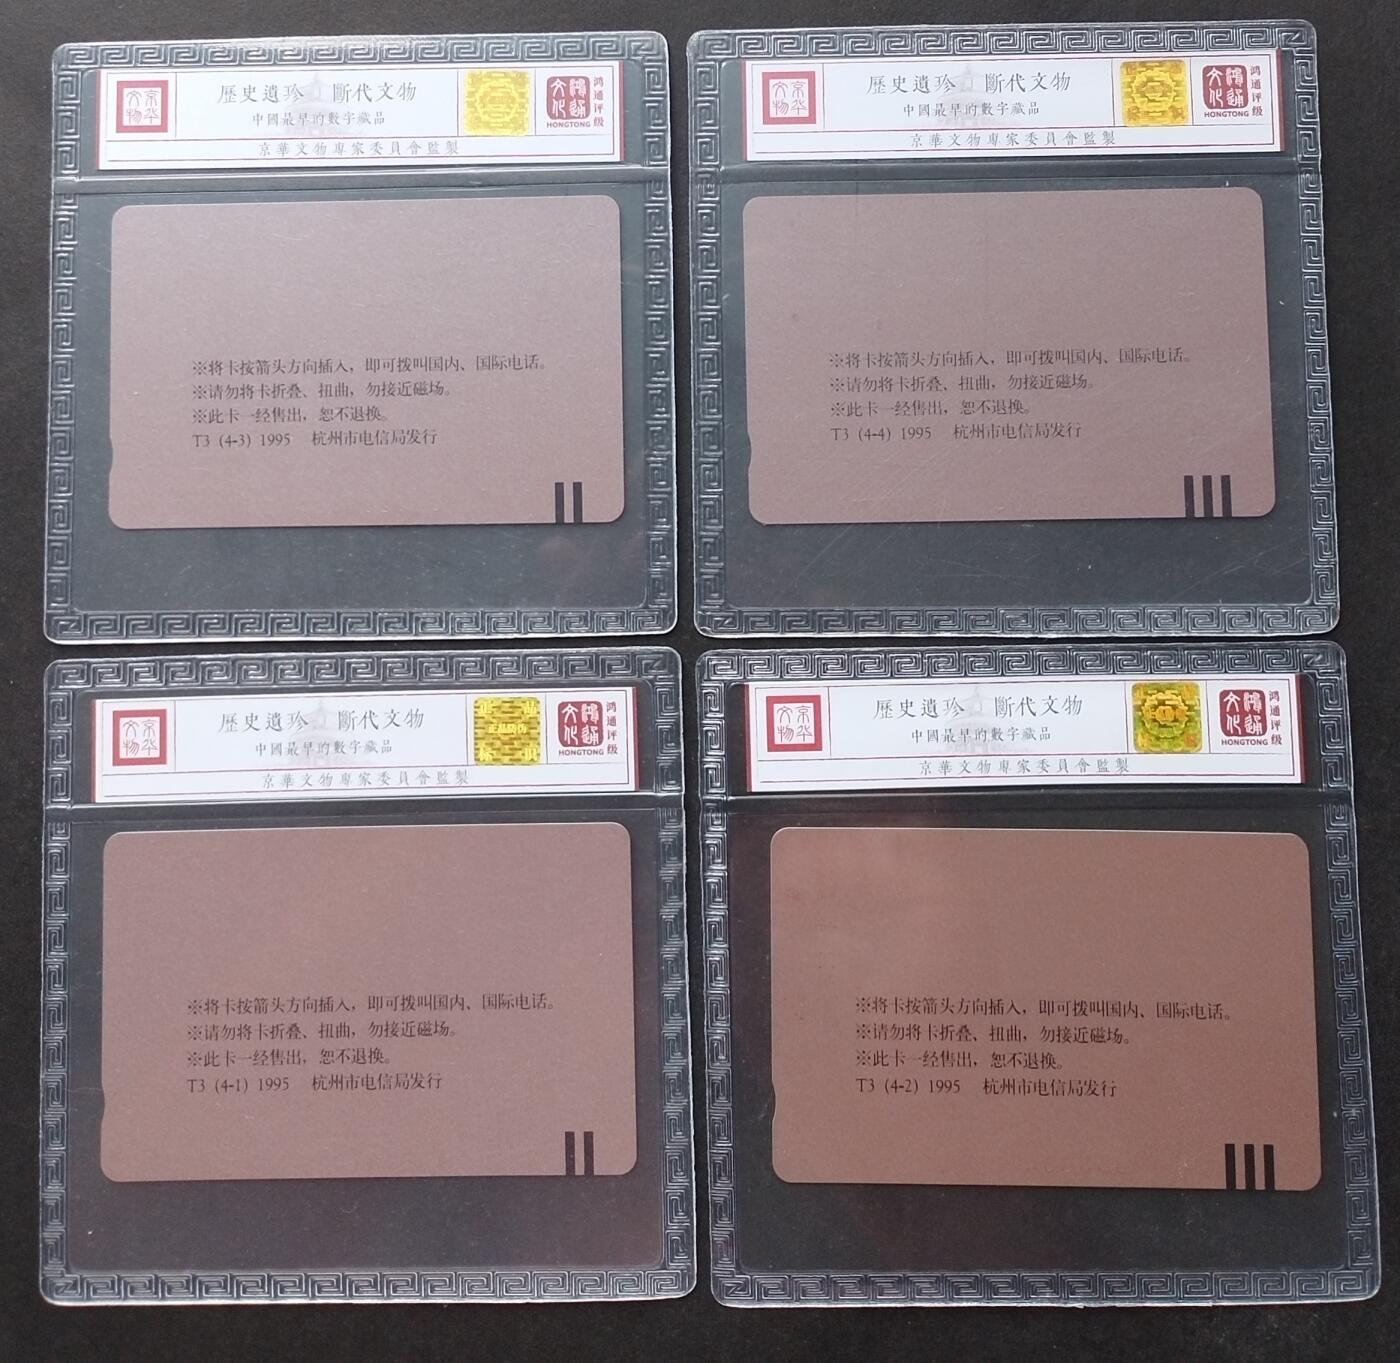 京华文物
歷史遺珍 斷代文物
中國最早的數字藏品
京華文物專家委員會監製
鸿通文化
HONGTONG
鸿通评级
※将卡按箭头方向插入，即可拨叫国内、国际电话。
※请勿将卡折叠、扭曲，勿接近磁场。
※此卡一经售出，恕不退换。
T3（4-3）1995 杭州市电信局发行
京华文物
歷史遺珍 斷代文物
中國最早的數字藏品
京華文物專家委員會監製
鸿通文化
HONGTONG
鸿通评级
※将卡按箭头方向插入，即可拨叫国内、国际电话。
※请勿将卡折叠、扭曲，勿接近磁场。
※此卡一经售出，恕不退换。
T3（4-4）1995 杭州市电信局发行
京华文物
歷史遺珍 斷代文物
中國最早的數字藏品
京華文物專家委員會監製
鸿通文化
HONGTONG
鸿通评级
※将卡按箭头方向插入，即可拨叫国内、国际电话。
※请勿将卡折叠、扭曲，勿接近磁场。
※此卡一经售出，恕不退换。
T3（4-1）1995 杭州市电信局发行
京华文物
歷史遺珍 斷代文物
中國最早的數字藏品
京華文物專家委員會監製
鸿通文化
HONGTONG
鸿通评级
※将卡按箭头方向插入，即可拨叫国内、国际电话。
※请勿将卡折叠、扭曲，勿接近磁场。
※此卡一经售出，恕不退换。
T3（4-2）1995 杭州市电信局发行